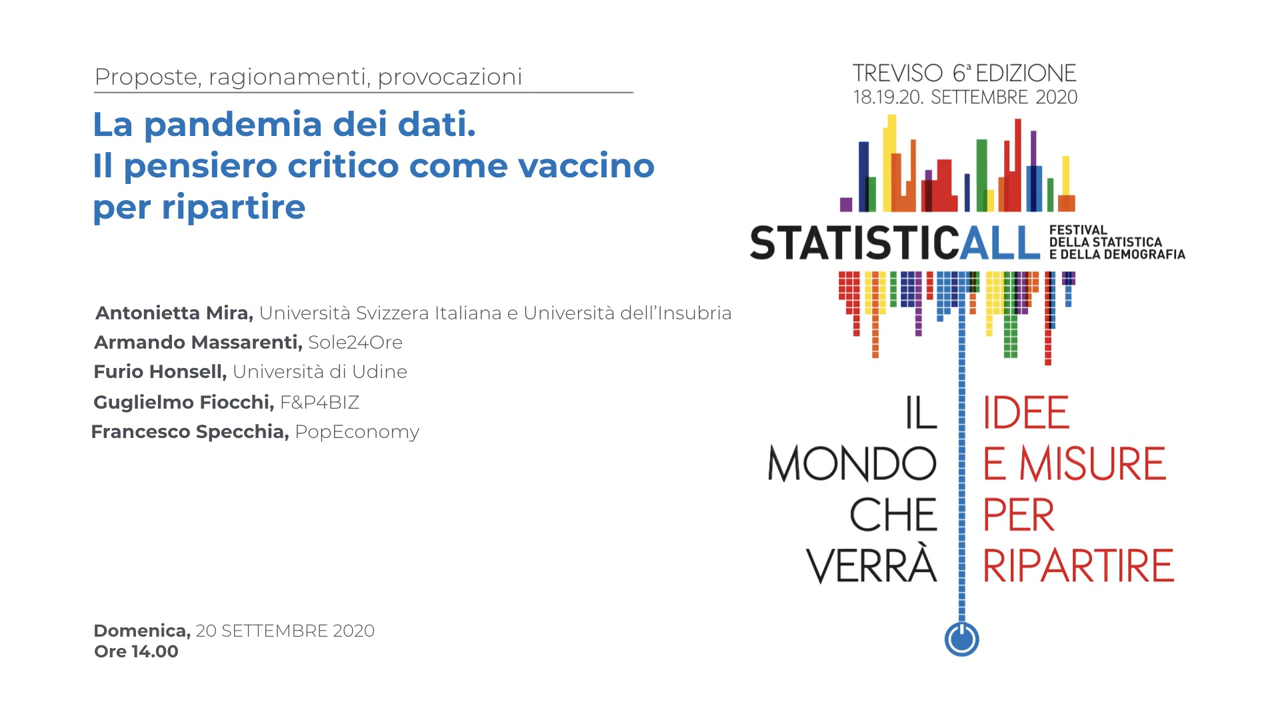 Proposte, ragionamenti, provocazioni
La pandemia dei dati.
Il pensiero critico come vaccino
per ripartire
Antonietta Mira, Università Svizzera Italiana e Università dell'Insubria
Armando Massarenti, Sole24Ore
Furio Honsell, Università di Udine
Guglielmo Fiocchi, F&P4BIZ
Francesco Specchia, PopEconomy
Domenica, 20 SETTEMBRE 2020
Ore 14.00
TREVISO 6ª EDIZIONE
18.19.20. SETTEMBRE 2020
STATISTICALL
FESTIVAL
DELLA STATISTICA
E DELLA DEMOGRAFIA
IL
MONDO
CHE
VERRÀ
IDEE
E MISURE
PER
RIPARTIRE